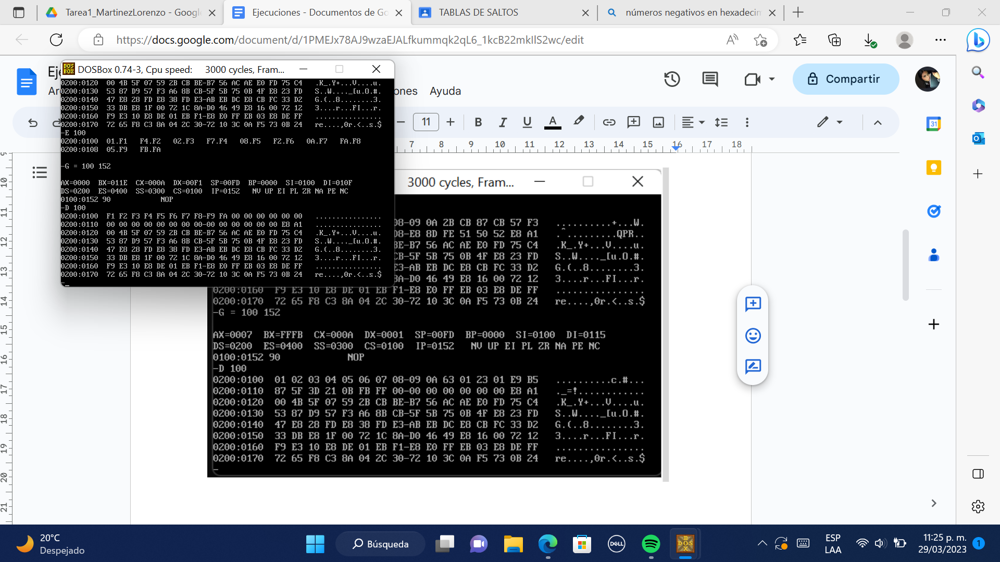 Tarea1_MartinezLorenzo - Google
Ejecuciones - Documentos de Go
TABLAS DE SALTOS
números negativos en hexadecim
https://docs.google.com/document/d/1PMEJx78AJ9wzaEJALfkummqk2qL6_1kcB22mkIlS2wc/edit
Compartir
Ayuda
11
7 8 9 10 11 12 13 14 15 16 17 18
DOSBox 0.74-3, Cpu speed: 3000 cycles, Fram...
0200:0120 00 4B 5F 07 59 2B CB BE-B7 56 AC AE E0 FD 75 C4 .K_.Y+...V....u.
0200:0130 53 87 D9 57 F3 A6 8B CB-5F 5B 75 0B 4F E8 23 FD S..W...._[u.O.#.
0200:0140 47 E8 28 FD E8 38 FD E3-AB EB DC E8 CB FC 33 D2 G.(..8........3.
0200:0150 33 DB E8 1F 00 72 1C 8A-D0 46 49 E8 16 00 72 12 3....r...FI...r.
0200:0160 F9 E3 10 E8 DE 01 EB F1-E8 E0 FF EB 03 E8 DE FF ................
0200:0170 72 65 F8 C3 8A 04 2C 30-72 10 3C 0A F5 73 0B 24 re....,0r.<..s.$
-E 100
0200:0100 01.F1 F4.F2 02.F3 F7.F4 08.F5 F2.F6 0A.F7 FA.F8
0200:0108 05.F9 FB.FA
-G = 100 152
AX=0000 BX=011E CX=000A DX=00F1 SP=00FD BP=0000 SI=0100 DI=010F
DS=0200 ES=0400 SS=0300 CS=0100 IP=0152 NV UP EI PL ZR NA PE NC
0100:0152 90 NOP
-D 100
0200:0100 F1 F2 F3 F4 F5 F6 F7 F8-F9 FA 00 00 00 00 00 00 ................
0200:0110 00 00 00 00 00 00 00 00-00 00 00 00 00 00 E8 A1 ................
0200:0120 00 4B 5F 07 59 2B CB BE-B7 56 AC AE E0 FD 75 C4 .K_.Y+...V....u.
0200:0130 53 87 D9 57 F3 A6 8B CB-5F 5B 75 0B 4F E8 23 FD S..W...._[u.O.#.
0200:0140 47 E8 28 FD E8 38 FD E3-AB EB DC E8 CB FC 33 D2 G.(..8........3.
0200:0150 33 DB E8 1F 00 72 1C 8A-D0 46 49 E8 16 00 72 12 3....r...FI...r.
0200:0160 F9 E3 10 E8 DE 01 EB F1-E8 E0 FF EB 03 E8 DE FF ................
0200:0170 72 65 F8 C3 8A 04 2C 30-72 10 3C 0A F5 73 0B 24 re....,0r.<..s.$
-_
3000 cycles, Fram...
08-09 0A 2B CB 87 CB 57 F3 ..........+...W.
08-E8 8D FE 51 50 52 E8 A1 .^.........QPR..
BE-B7 56 AC AE E0 FD 75 C4 .K_.Y+...V....u.
CB-5F 5B 75 0B 4F E8 23 FD S..W...._[u.O.#.
E3-AB EB DC E8 CB FC 33 D2 G.(..8........3.
8A-D0 46 49 E8 16 00 72 12 3....r...FI...r.
0200:0160 F9 E3 10 E8 DE 01 EB F1-E8 E0 FF EB 03 E8 DE FF ................
0200:0170 72 65 F8 C3 8A 04 2C 30-72 10 3C 0A F5 73 0B 24 re....,0r.<..s.$
-G = 100 152
AX=0007 BX=FFFB CX=000A DX=0001 SP=00FD BP=0000 SI=0100 DI=0115
DS=0200 ES=0400 SS=0300 CS=0100 IP=0152 NV UP EI PL ZR NA PE NC
0100:0152 90 NOP
-D 100
0200:0100 01 02 03 04 05 06 07 08-09 0A 63 01 23 01 E9 B5 ..........c.#...
0200:0110 87 5F 3D 21 0B FB FF 00-00 00 00 00 00 00 E8 A1 ._=!............
0200:0120 00 4B 5F 07 59 2B CB BE-B7 56 AC AE E0 FD 75 C4 .K_.Y+...V....u.
0200:0130 53 87 D9 57 F3 A6 8B CB-5F 5B 75 0B 4F E8 23 FD S..W...._[u.O.#.
0200:0140 47 E8 28 FD E8 38 FD E3-AB EB DC E8 CB FC 33 D2 G.(..8........3.
0200:0150 33 DB E8 1F 00 72 1C 8A-D0 46 49 E8 16 00 72 12 3....r...FI...r.
0200:0160 F9 E3 10 E8 DE 01 EB F1-E8 E0 FF EB 03 E8 DE FF ................
0200:0170 72 65 F8 C3 8A 04 2C 30-72 10 3C 0A F5 73 0B 24 re....,0r.<..s.$
-
10
11
12
13
14
15
16
17
18
19
20
21
20°C
Despejado
Búsqueda
DELL
ESP
LAA
11:25 p. m.
29/03/2023
1